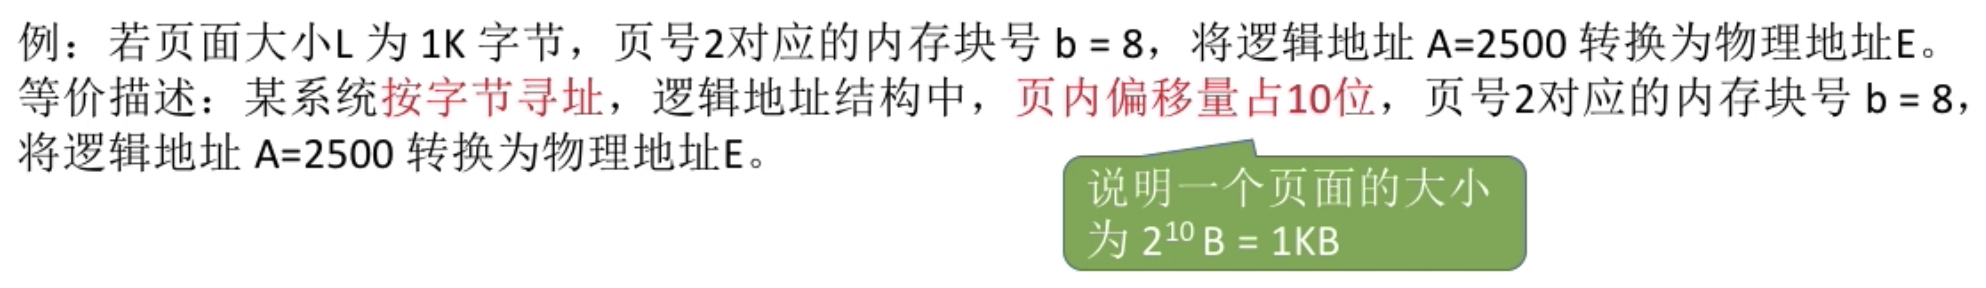 例：若页面大小L 为 1K 字节，页号2对应的内存块号 b = 8，将逻辑地址 A=2500 转换为物理地址E。
等价描述：某系统按字节寻址，逻辑地址结构中，页内偏移量占10位，页号2对应的内存块号 b = 8，
将逻辑地址 A=2500 转换为物理地址E。
说明一个页面的大小
为 2¹⁰ B = 1KB